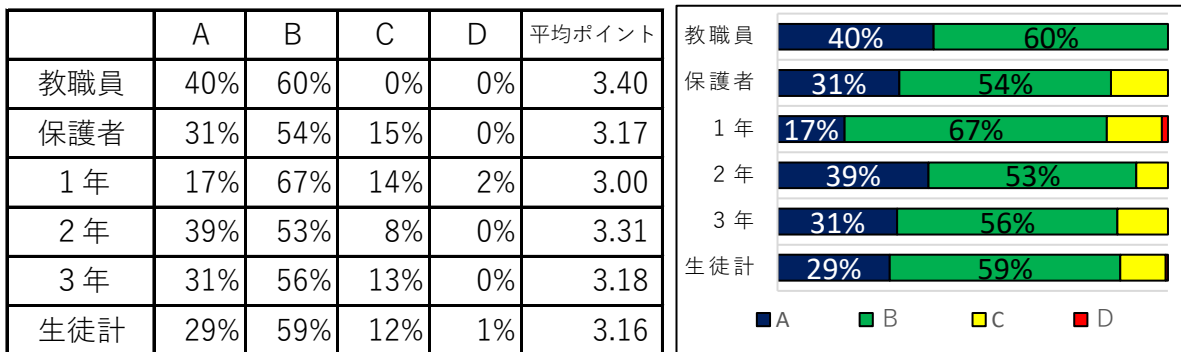 A B C D 平均ポイント
教職員 40% 60% 0% 0% 3.40
保護者 31% 54% 15% 0% 3.17
1年 17% 67% 14% 2% 3.00
2年 39% 53% 8% 0% 3.31
3年 31% 56% 13% 0% 3.18
生徒計 29% 59% 12% 1% 3.16
教職員 40% 60%
保護者 31% 54%
1年 17% 67%
2年 39% 53%
3年 31% 56%
生徒計 29% 59%
A B C D